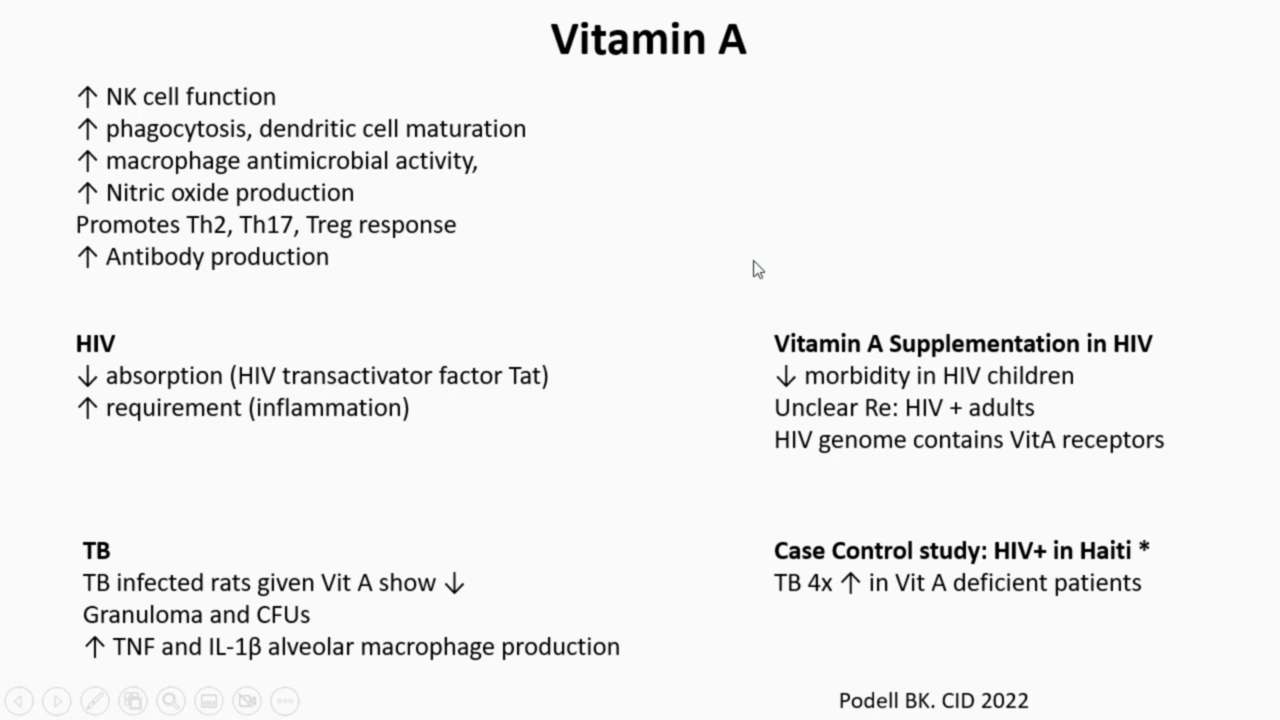 Vitamin A
↑ NK cell function
↑ phagocytosis, dendritic cell maturation
↑ macrophage antimicrobial activity,
↑ Nitric oxide production
Promotes Th2, Th17, Treg response
↑ Antibody production
HIV
↓ absorption (HIV transactivator factor Tat)
↑ requirement (inflammation)
Vitamin A Supplementation in HIV
↓ morbidity in HIV children
Unclear Re: HIV + adults
HIV genome contains VitA receptors
TB
TB infected rats given Vit A show ↓
Granuloma and CFUs
↑ TNF and IL-1β alveolar macrophage production
Case Control study: HIV+ in Haiti *
TB 4x ↑ in Vit A deficient patients
Podell BK. CID 2022